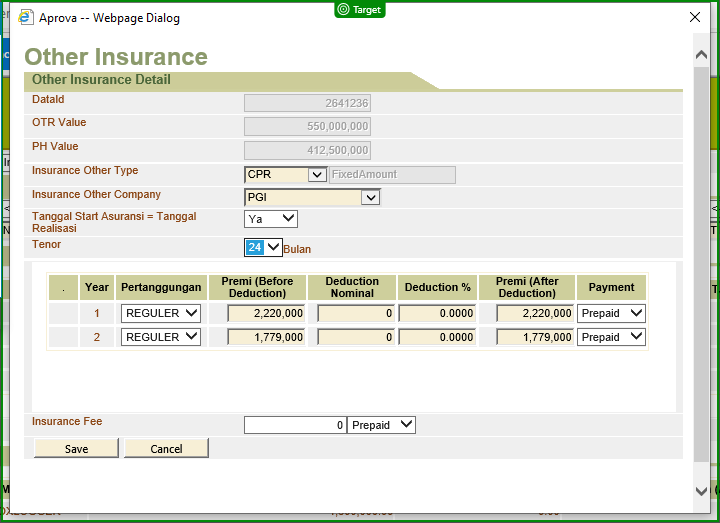 Target
Aprova -- Webpage Dialog
Other Insurance
Other Insurance Detail
DataId 2641236
OTR Value 550,000,000
PH Value 412,500,000
Insurance Other Type CPR FixedAmount
Insurance Other Company PGI
Tanggal Start Asuransi = Tanggal Realisasi Ya
Tenor 24 Bulan
. Year Pertanggungan Premi (Before Deduction) Deduction Nominal Deduction % Premi (After Deduction) Payment
1 REGULER 2,220,000 0 0.0000 2,220,000 Prepaid
2 REGULER 1,779,000 0 0.0000 1,779,000 Prepaid
Insurance Fee 0 Prepaid
Save Cancel